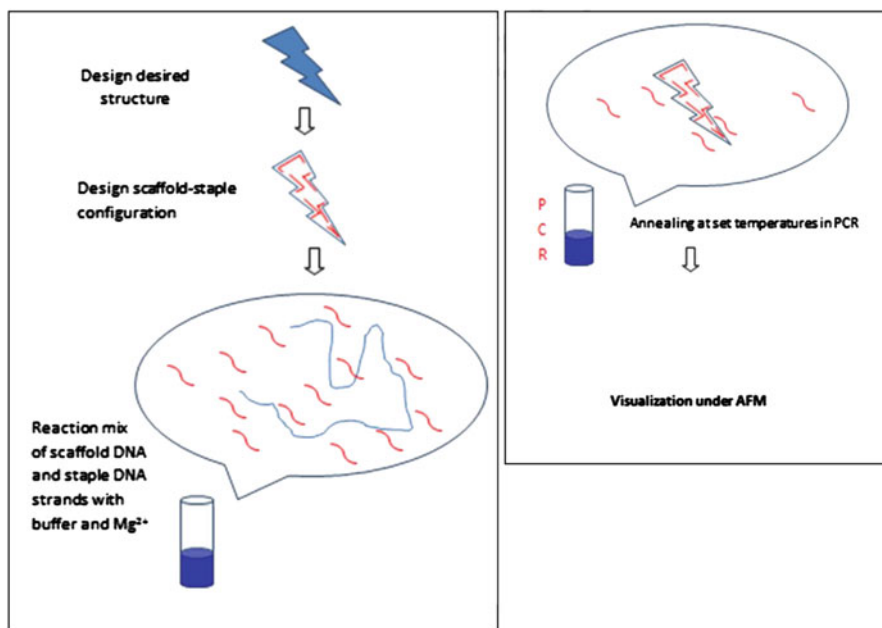 Design desired
structure
Design scaffold-staple
configuration
Reaction mix
of scaffold DNA
and staple DNA
strands with
buffer and Mg²⁺
P
C
R
Annealing at set temperatures in PCR
Visualization under AFM